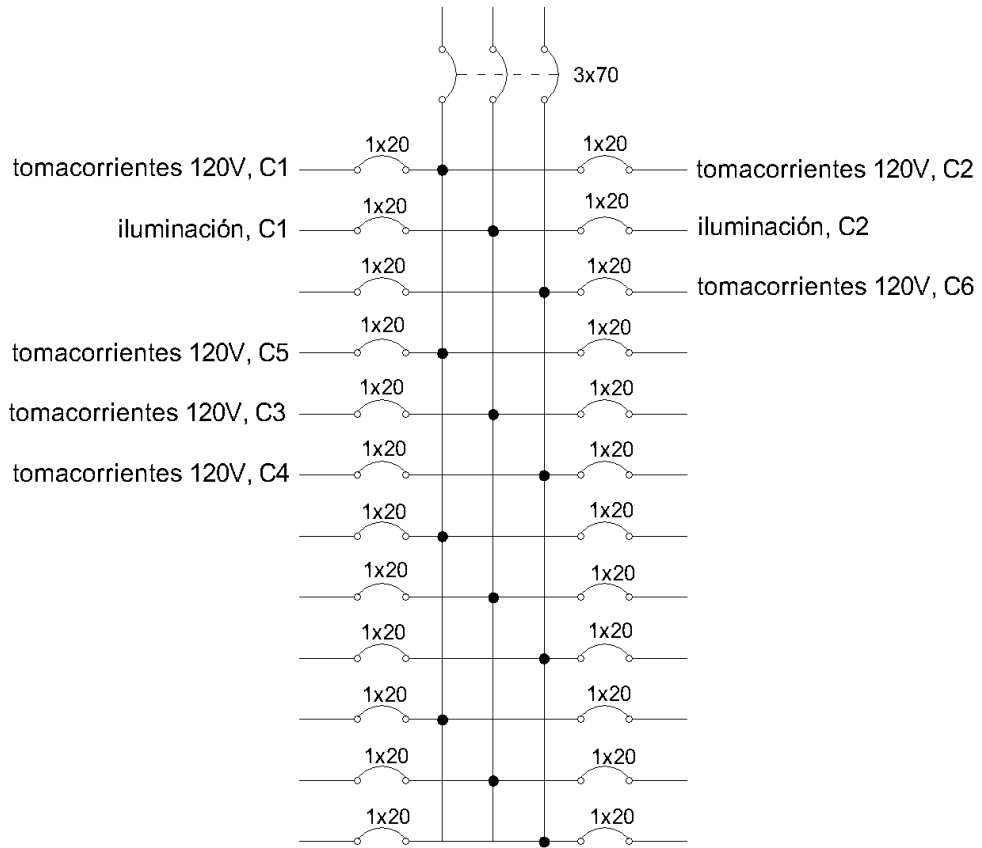 3x70
1x20 1x20
tomacorrientes 120V, C1 tomacorrientes 120V, C2
1x20 1x20
iluminación, C1 iluminación, C2
1x20 1x20
tomacorrientes 120V, C6
1x20 1x20
tomacorrientes 120V, C5
1x20 1x20
tomacorrientes 120V, C3
1x20 1x20
tomacorrientes 120V, C4
1x20 1x20
1x20 1x20
1x20 1x20
1x20 1x20
1x20 1x20
1x20 1x20